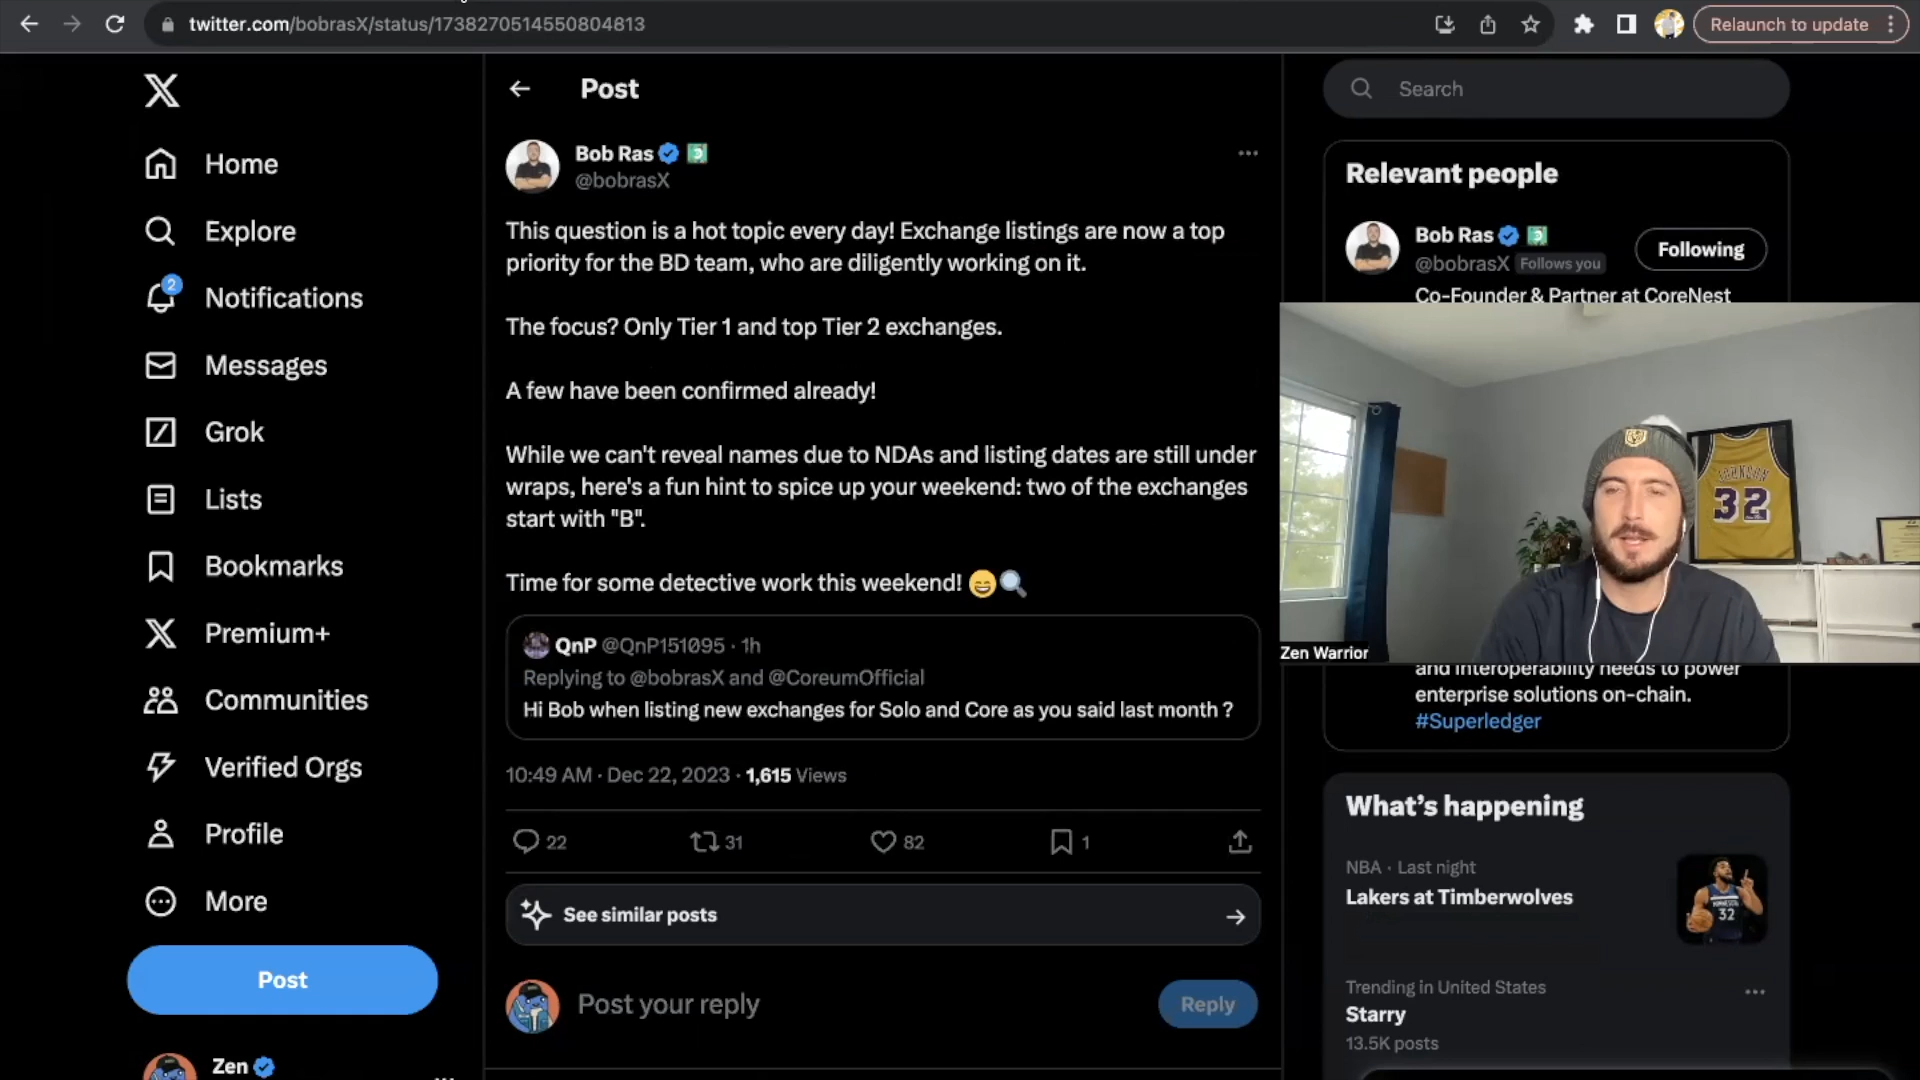 twitter.com/bobrasX/status/1738270514550804813
Relaunch to update
Home
Explore
2
Notifications
Messages
Grok
Lists
Bookmarks
Premium+
Communities
Verified Orgs
Profile
More
Post
Zen
Post
Bob Ras
@bobrasX
This question is a hot topic every day! Exchange listings are now a top
priority for the BD team, who are diligently working on it.
The focus? Only Tier 1 and top Tier 2 exchanges.
A few have been confirmed already!
While we can't reveal names due to NDAs and listing dates are still under
wraps, here's a fun hint to spice up your weekend: two of the exchanges
start with "B".
Time for some detective work this weekend! 😄🔍
QnP @QnP151095 · 1h
Replying to @bobrasX and @CoreumOfficial
Hi Bob when listing new exchanges for Solo and Core as you said last month ?
10:49 AM · Dec 22, 2023 · 1,615 Views
22
31
82
1
See similar posts
Post your reply
Reply
Search
Relevant people
Bob Ras
@bobrasX Follows you
Following
Co-Founder & Partner at CoreNest
JOHNSON
32
Zen Warrior
and interoperability needs to power
enterprise solutions on-chain.
#Superledger
What's happening
NBA · Last night
Lakers at Timberwolves
32
Trending in United States
Starry
13.5K posts